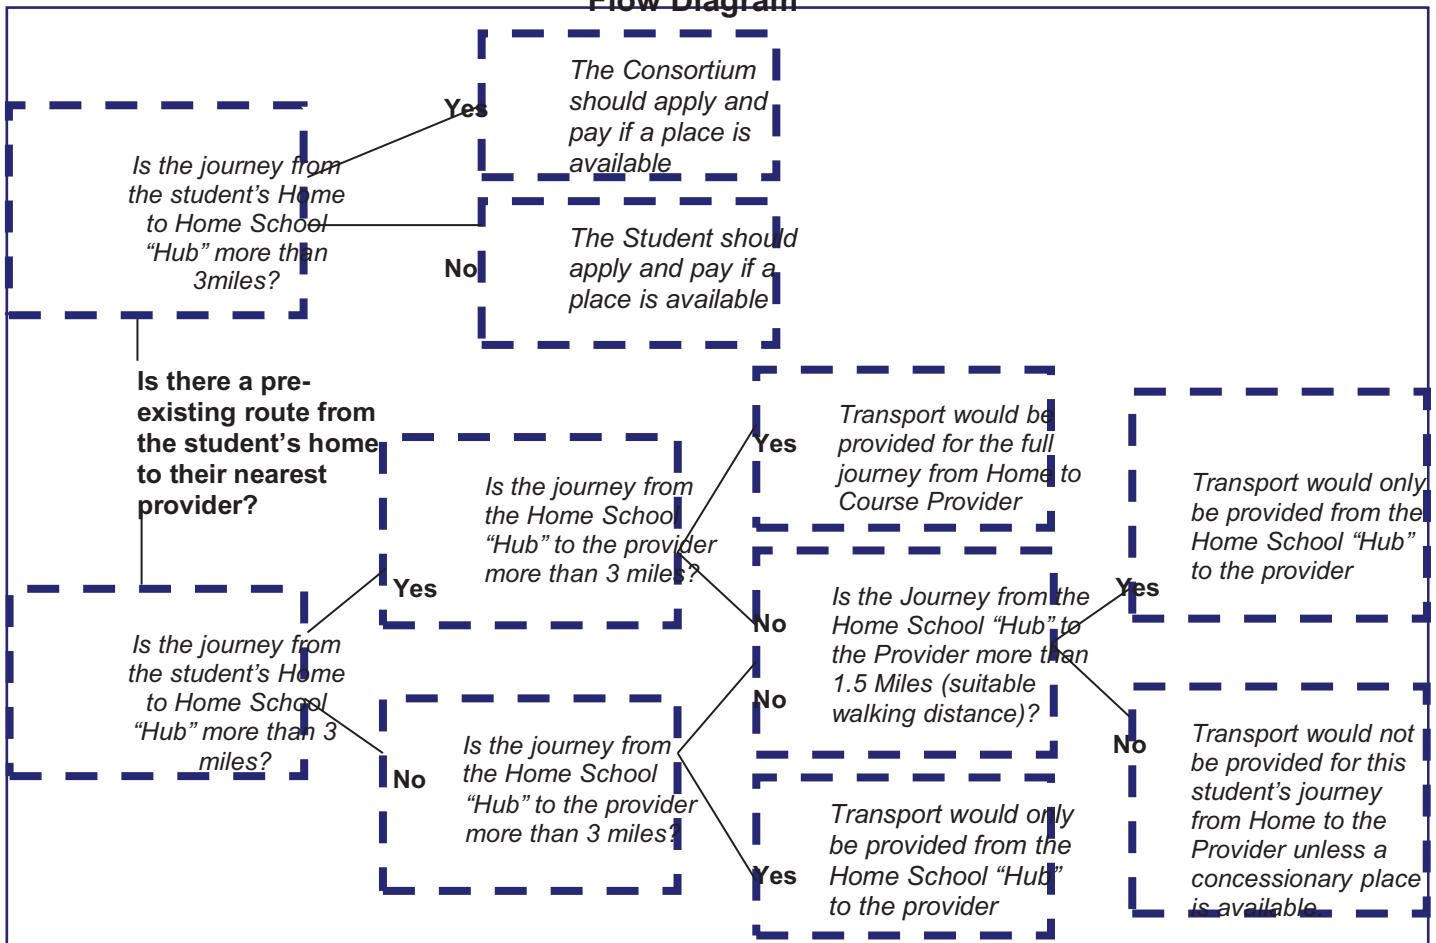 Flow Diagram
Yes
The Consortium
should apply and
pay if a place is
available
Is the journey from
the student’s Home
to Home School
“Hub” more than
3miles?
No
The Student should
apply and pay if a
place is available
Is there a pre-
existing route from
the student’s home
to their nearest
provider?
Is the journey from
the student’s Home
to Home School
“Hub” more than 3
miles?
Yes
Is the journey from
the Home School
“Hub” to the provider
more than 3 miles?
No
Is the journey from
the Home School
“Hub” to the provider
more than 3 miles?
Yes
Transport would be
provided for the full
journey from Home to
Course Provider
No
No
Is the Journey from the
Home School “Hub” to
the Provider more than
1.5 Miles (suitable
walking distance)?
Yes
Transport would only
be provided from the
Home School “Hub”
to the provider
Yes
Transport would only
be provided from the
Home School “Hub”
to the provider
No
Transport would not
be provided for this
student’s journey
from Home to the
Provider unless a
concessionary place
is available.